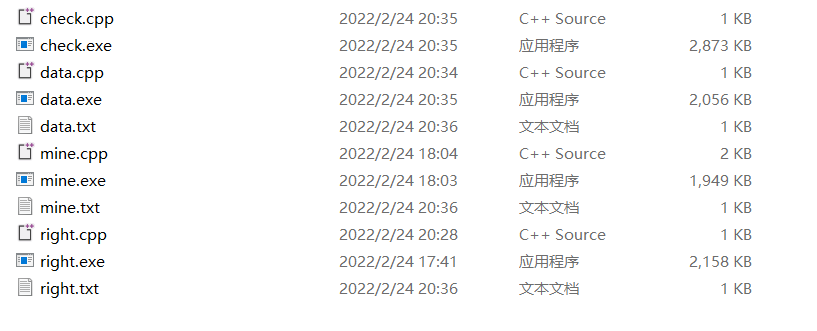 check.cpp 2022/2/24 20:35 C++ Source 1 KB
check.exe 2022/2/24 20:35 应用程序 2,873 KB
data.cpp 2022/2/24 20:34 C++ Source 1 KB
data.exe 2022/2/24 20:35 应用程序 2,056 KB
data.txt 2022/2/24 20:36 文本文档 1 KB
mine.cpp 2022/2/24 18:04 C++ Source 2 KB
mine.exe 2022/2/24 18:03 应用程序 1,949 KB
mine.txt 2022/2/24 20:36 文本文档 1 KB
right.cpp 2022/2/24 20:28 C++ Source 1 KB
right.exe 2022/2/24 17:41 应用程序 2,158 KB
right.txt 2022/2/24 20:36 文本文档 1 KB